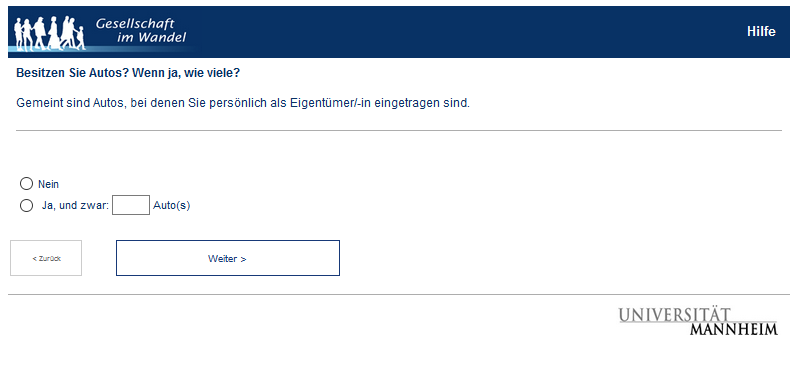 Gesellschaft
im Wandel
Hilfe
Besitzen Sie Autos? Wenn ja, wie viele?
Gemeint sind Autos, bei denen Sie persönlich als Eigentümer/-in eingetragen sind.
Nein
Ja, und zwar: Auto(s)
< Zurück
Weiter >
UNIVERSITÄT
MANNHEIM